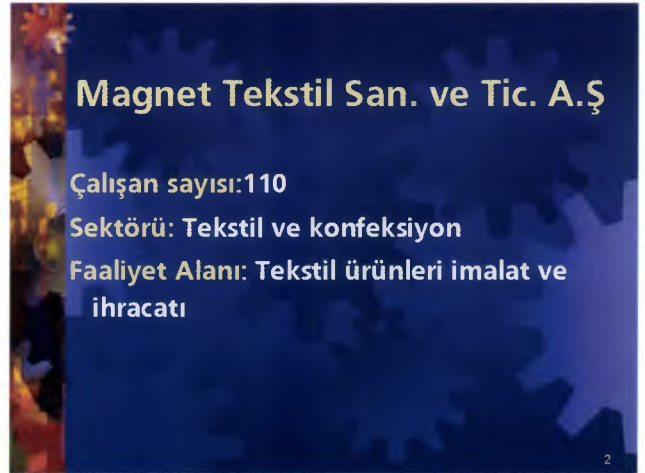 Magnet Tekstil San. ve Tic. A.Ş
Çalışan sayısı:110
Sektörü: Tekstil ve konfeksiyon
Faaliyet Alanı: Tekstil ürünleri imalat ve
ihracatı
2